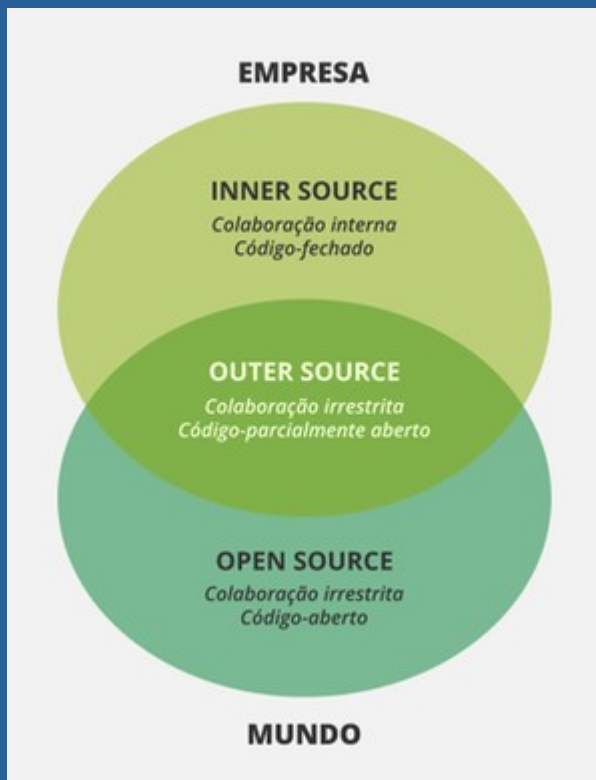 EMPRESA
INNER SOURCE
Colaboração interna
Código-fechado
OUTER SOURCE
Colaboração irrestrita
Código-parcialmente aberto
OPEN SOURCE
Colaboração irrestrita
Código-aberto
MUNDO